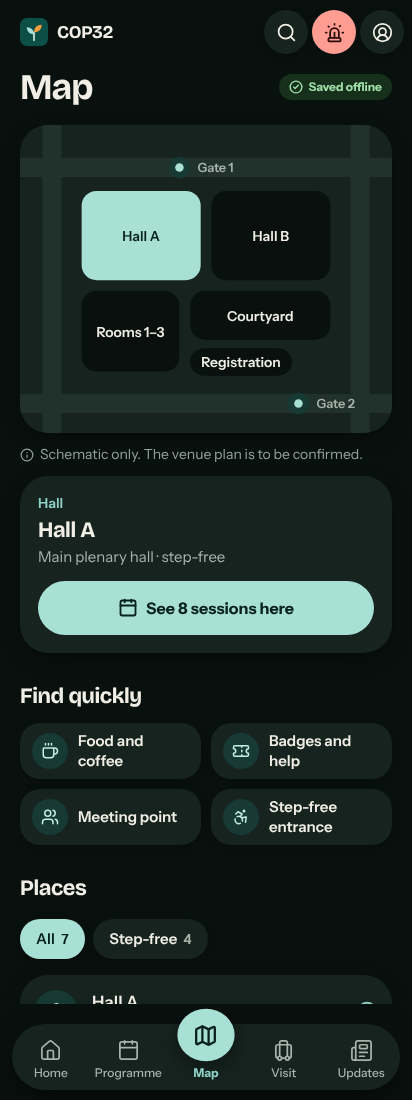 COP32
Map
Saved offline
Gate 1
Hall A
Hall B
Rooms 1–3
Courtyard
Registration
Gate 2
Schematic only. The venue plan is to be confirmed.
Hall
Hall A
Main plenary hall · step-free
See 8 sessions here
Find quickly
Food and
coffee
Badges and
help
Meeting point
Step-free
entrance
Places
All 7
Step-free 4
Hall A
Home
Programme
Map
Visit
Updates